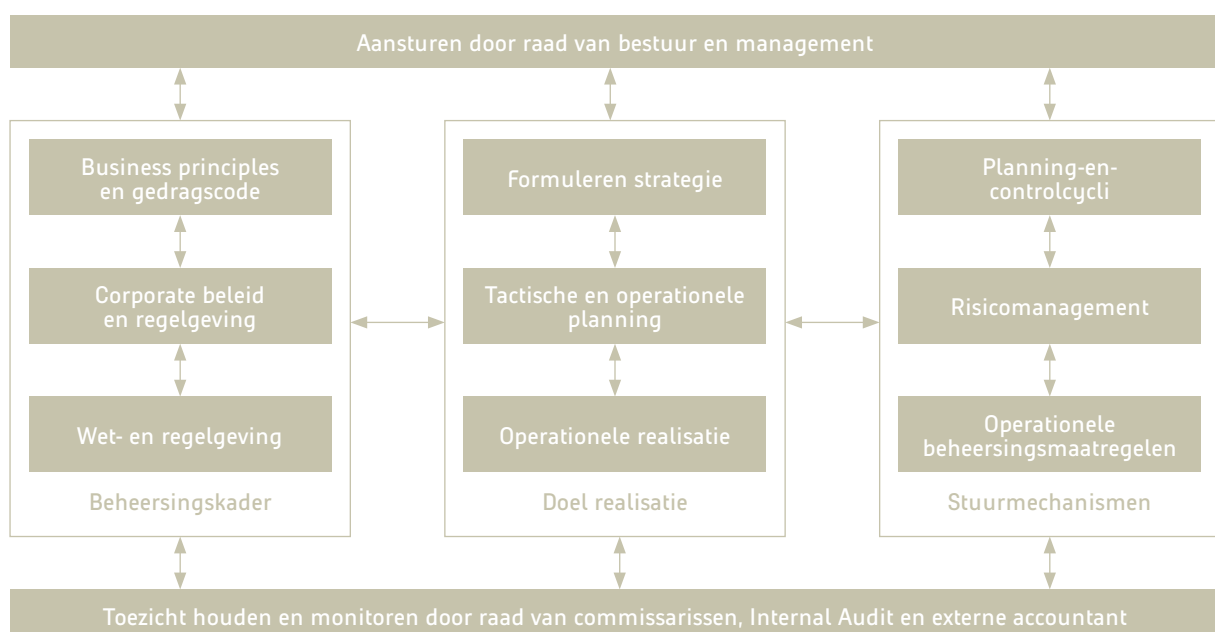 Aansturen door raad van bestuur en management
Business principles
en gedragscode
Corporate beleid
en regelgeving
Wet- en regelgeving
Beheersingskader
Formuleren strategie
Tactische en operationele
planning
Operationele realisatie
Doel realisatie
Planning-en-
controlcycli
Risicomanagement
Operationele
beheersingsmaatregelen
Stuurmechanismen
Toezicht houden en monitoren door raad van commissarissen, Internal Audit en externe accountant